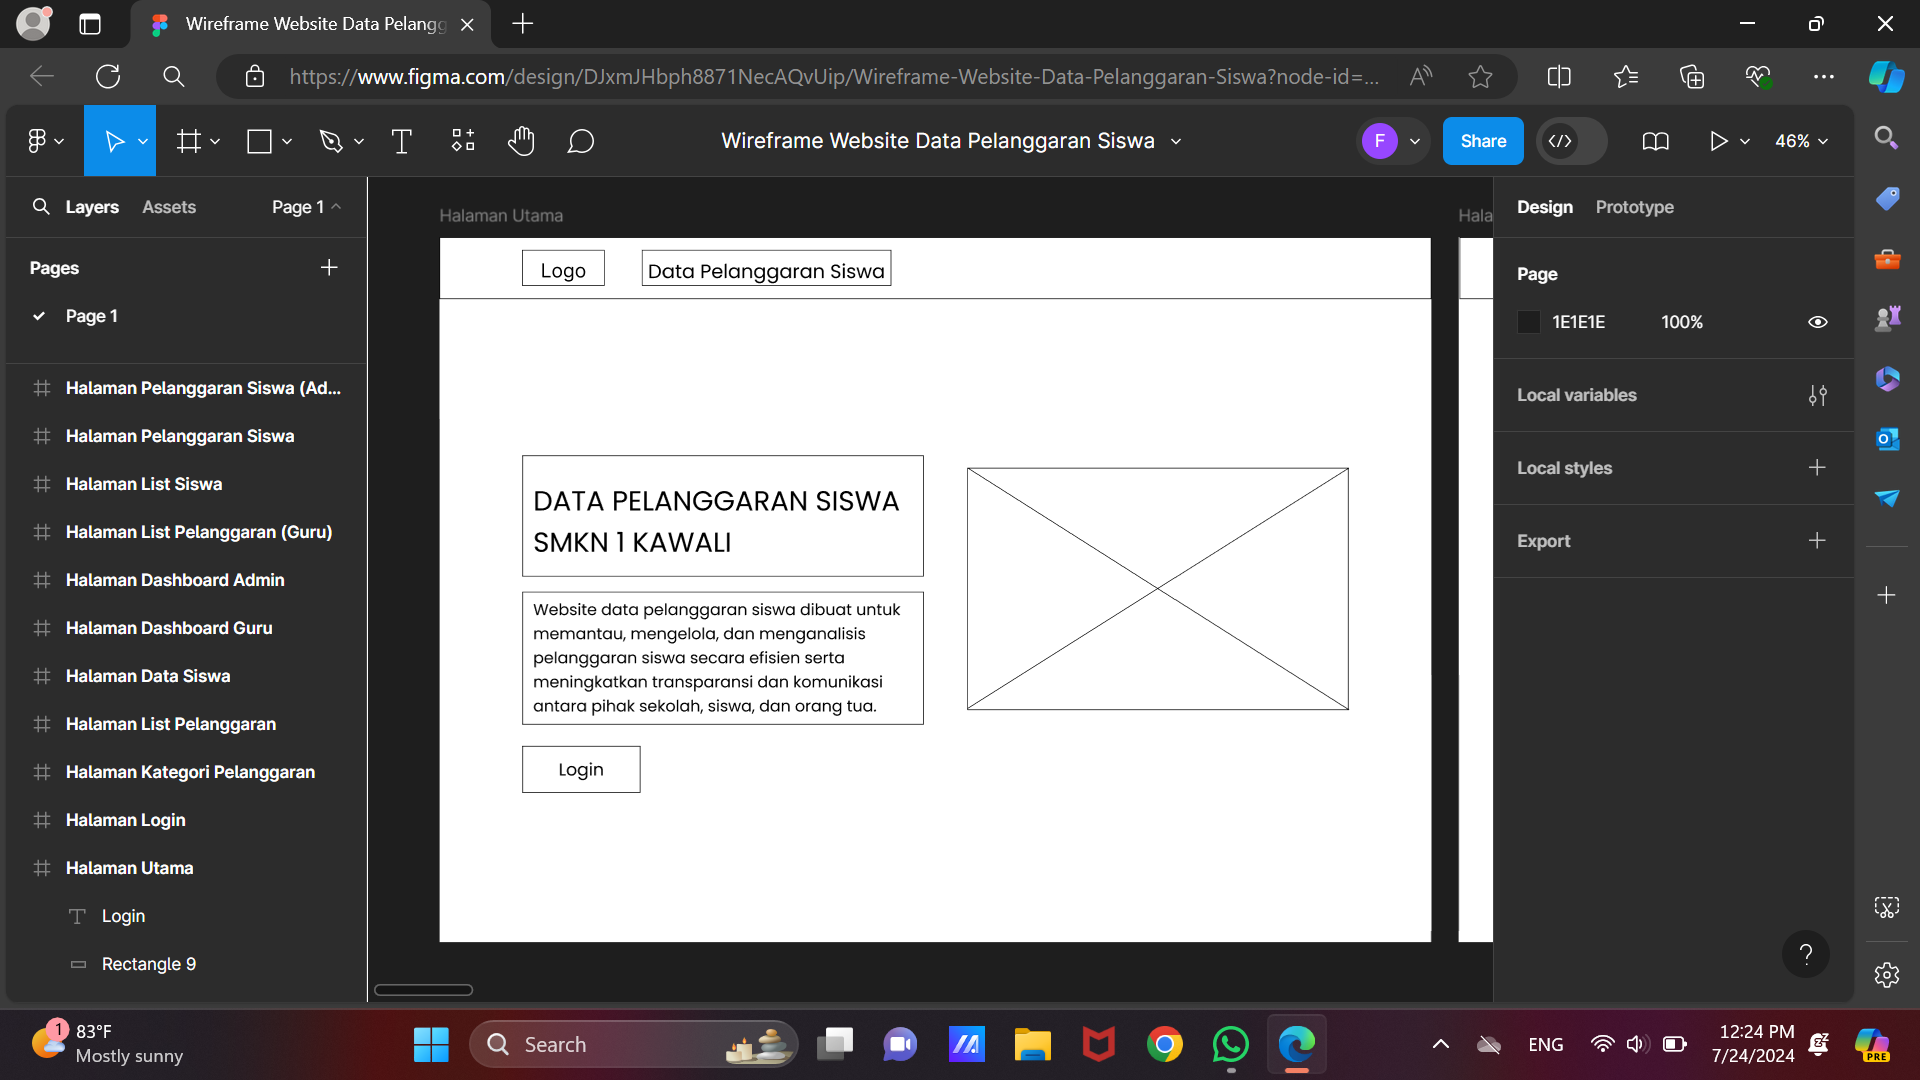 Wireframe Website Data Pelangg
https://www.figma.com/design/DJxmJHbph8871NecAQvUip/Wireframe-Website-Data-Pelanggaran-Siswa?node-id=...
Wireframe Website Data Pelanggaran Siswa
F
Share
46%
Layers
Assets
Page 1
Pages
Page 1
Halaman Pelanggaran Siswa (Ad...
Halaman Pelanggaran Siswa
Halaman List Siswa
Halaman List Pelanggaran (Guru)
Halaman Dashboard Admin
Halaman Dashboard Guru
Halaman Data Siswa
Halaman List Pelanggaran
Halaman Kategori Pelanggaran
Halaman Login
Halaman Utama
Login
Rectangle 9
Halaman Utama
Hala
Logo
Data Pelanggaran Siswa
DATA PELANGGARAN SISWA
SMKN 1 KAWALI
Website data pelanggaran siswa dibuat untuk
memantau, mengelola, dan menganalisis
pelanggaran siswa secara efisien serta
meningkatkan transparansi dan komunikasi
antara pihak sekolah, siswa, dan orang tua.
Login
Design
Prototype
Page
1E1E1E
100%
Local variables
Local styles
Export
?
1
83°F
Mostly sunny
Search
ENG
12:24 PM
7/24/2024
PRE